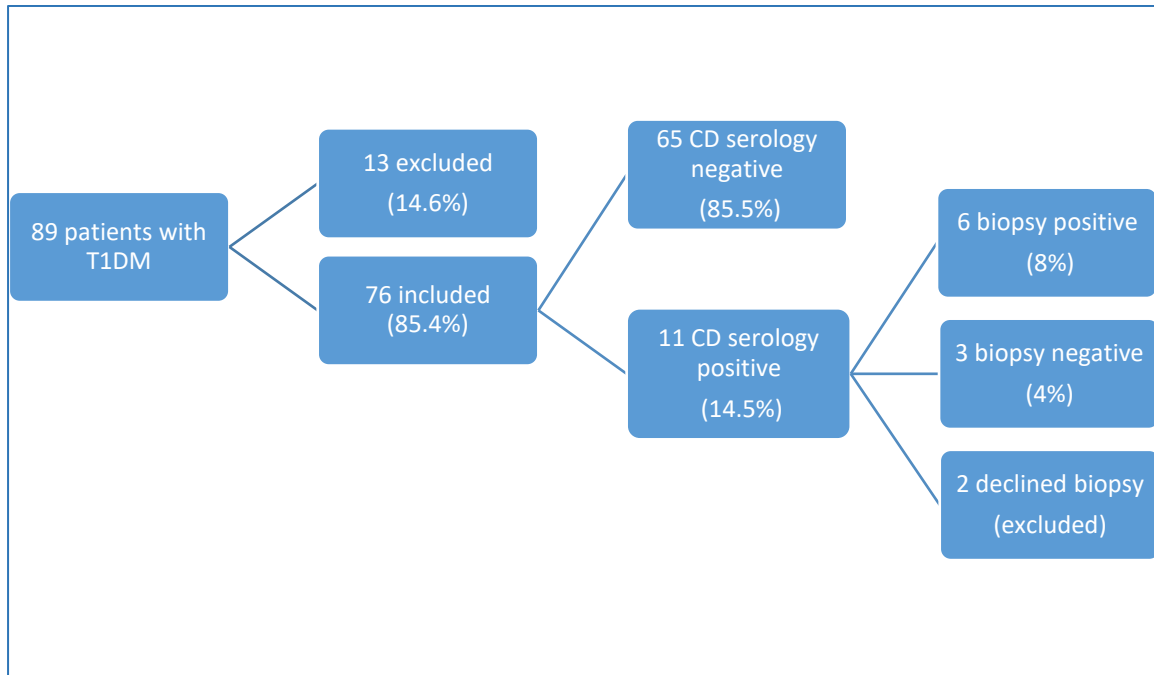 89 patients with
T1DM
13 excluded
(14.6%)
76 included
(85.4%)
65 CD serology
negative
(85.5%)
11 CD serology
positive
(14.5%)
6 biopsy positive
(8%)
3 biopsy negative
(4%)
2 declined biopsy
(excluded)